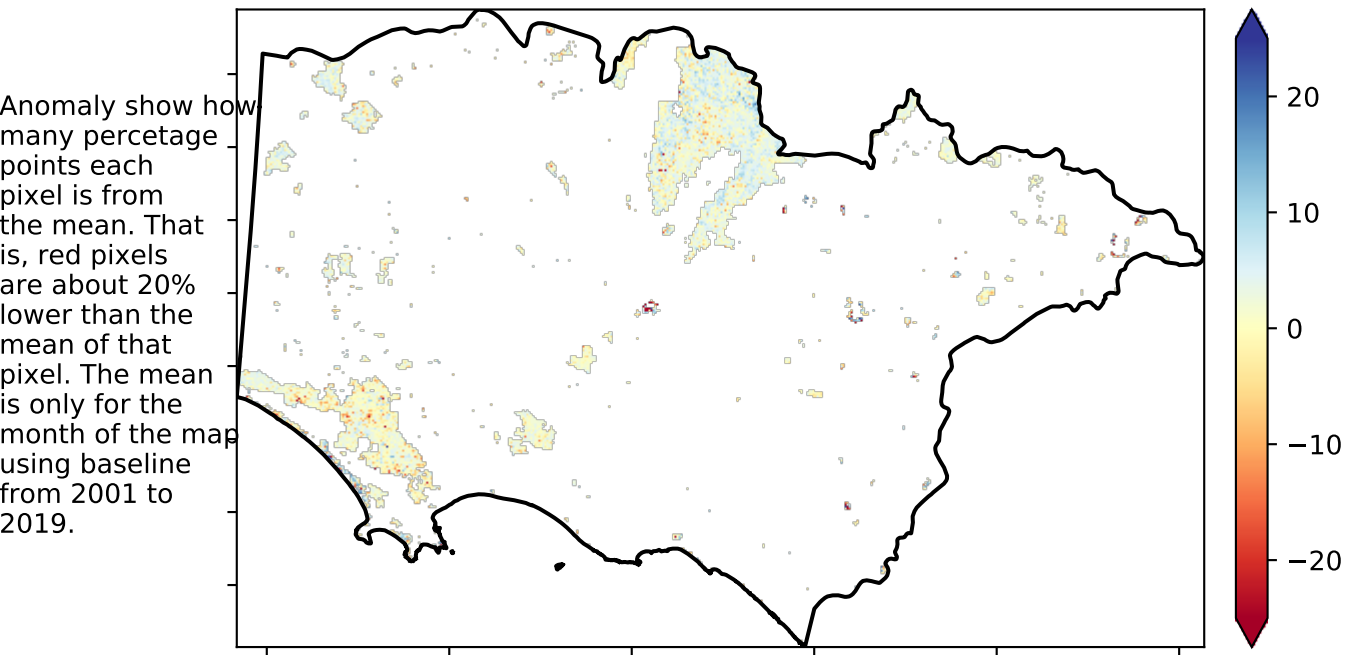 Anomaly show how
many percetage
points each
pixel is from
the mean. That
is, red pixels
are about 20%
lower than the
mean of that
pixel. The mean
is only for the
month of the map
using baseline
from 2001 to
2019.
20
10
0
−10
−20